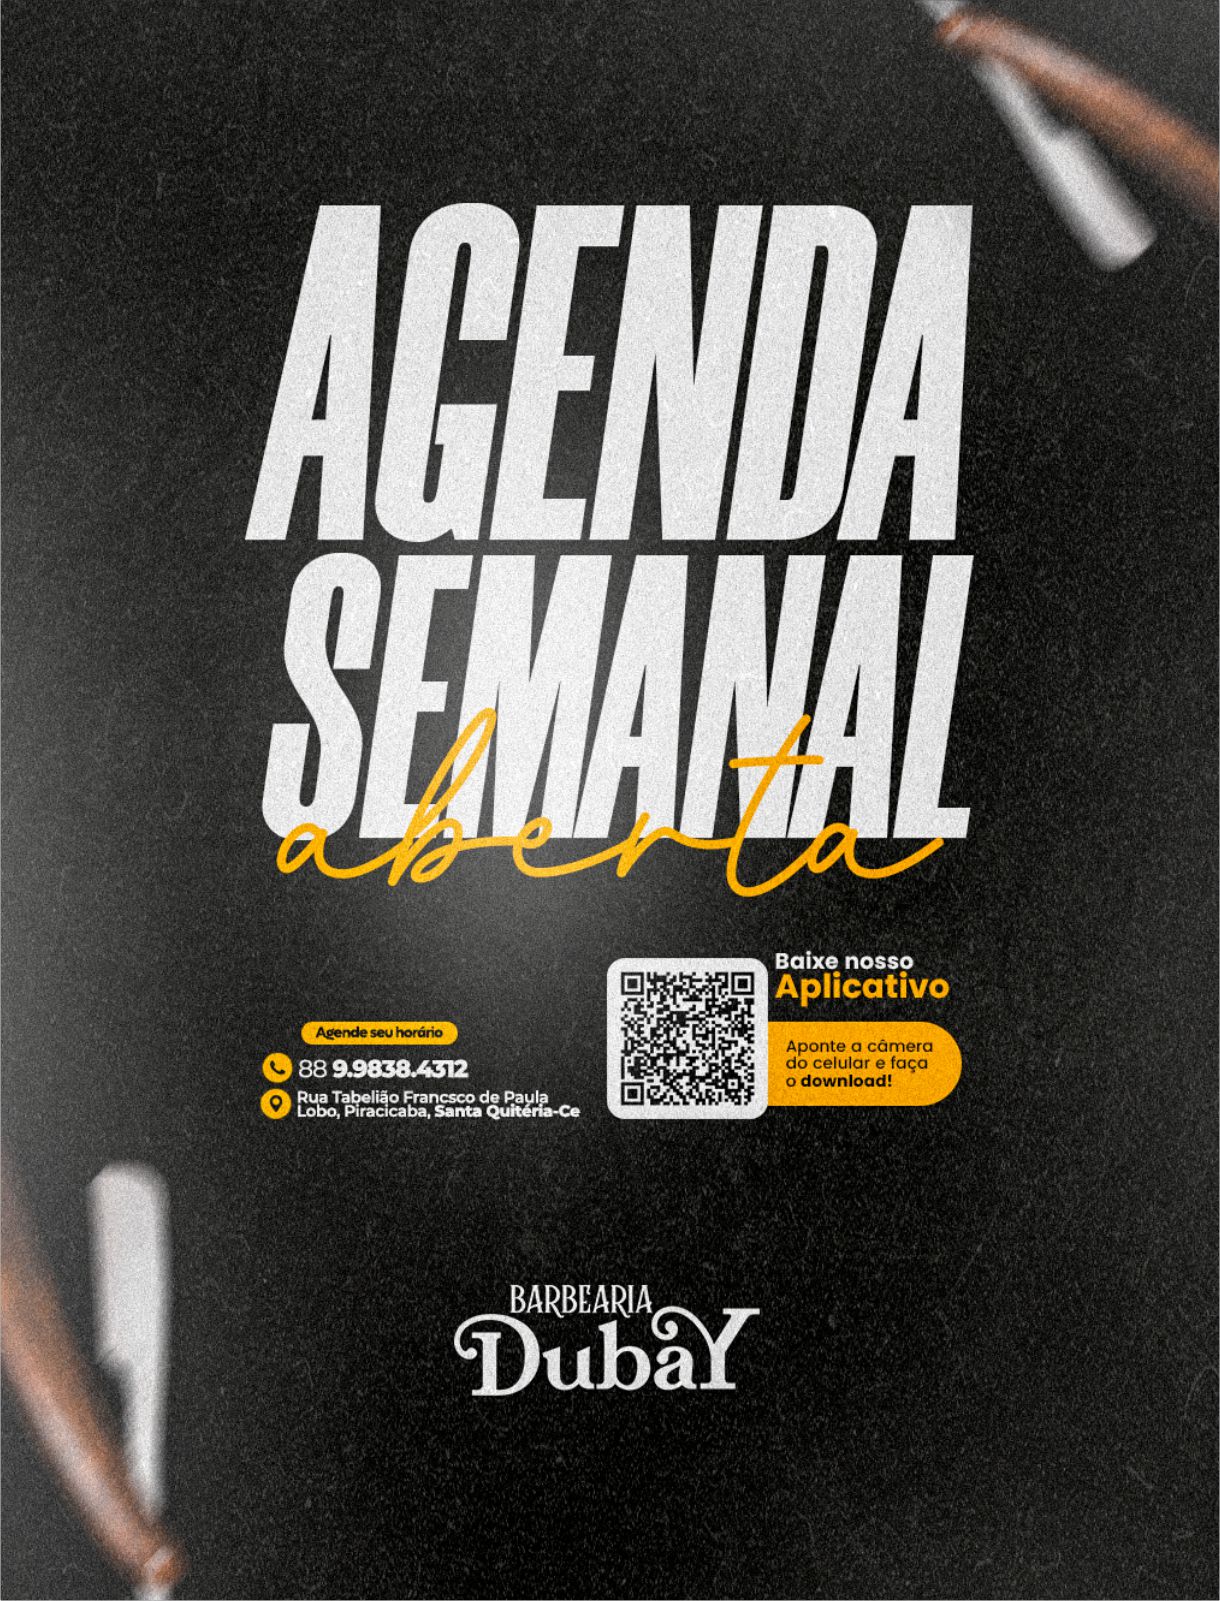 AGENDA
SEMANAL
aberta
Agende seu horário
88 9.9838.4312
Rua Tabelião Francsco de Paula
Lobo, Piracicaba, Santa Quitéria-Ce
Baixe nosso
Aplicativo
Aponte a câmera
do celular e faça
o download!
BARBEARIA
DubaY